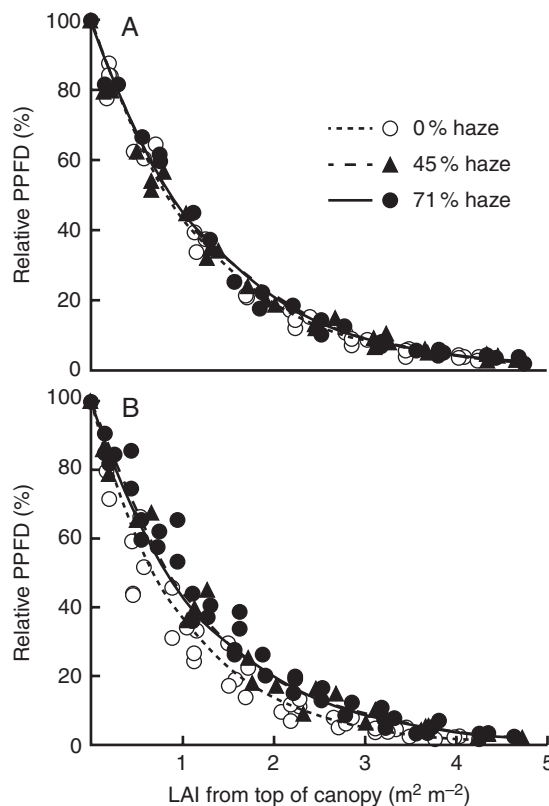 A
100
80
60
40
20
0
Relative PPFD (%)
0 % haze
45 % haze
71 % haze
B
100
80
60
40
20
0
Relative PPFD (%)
1 2 3 4 5
LAI from top of canopy (m² m⁻²)